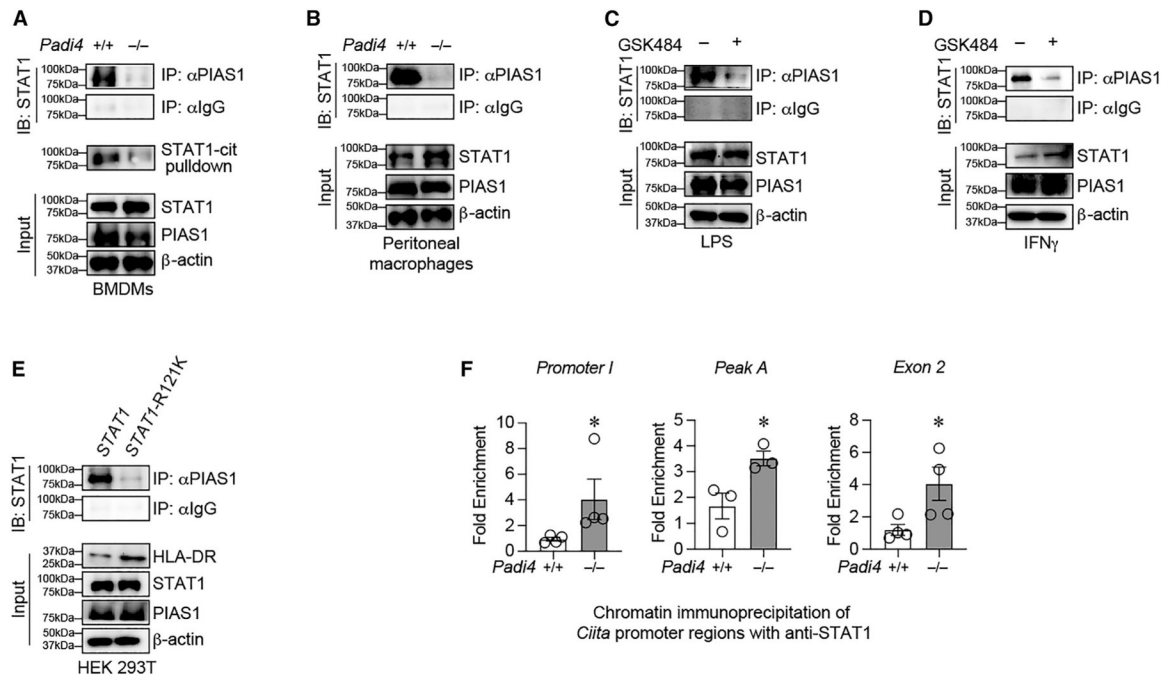 A
Padi4 +/+ −/−
IB: STAT1
100kDa
75kDa
IP: αPIAS1
100kDa
75kDa
IP: αIgG
100kDa
75kDa
STAT1-cit
pulldown
Input
100kDa
75kDa
STAT1
75kDa
PIAS1
50kDa
37kDa
β-actin
BMDMs
B
Padi4 +/+ −/−
IB: STAT1
100kDa
75kDa
IP: αPIAS1
100kDa
75kDa
IP: αIgG
Input
100kDa
75kDa
STAT1
75kDa
PIAS1
50kDa
37kDa
β-actin
Peritoneal
macrophages
C
GSK484 − +
IB: STAT1
100kDa
75kDa
IP: αPIAS1
100kDa
75kDa
IP: αIgG
Input
100kDa
75kDa
STAT1
75kDa
PIAS1
50kDa
37kDa
β-actin
LPS
D
GSK484 − +
IB: STAT1
100kDa
75kDa
IP: αPIAS1
100kDa
75kDa
IP: αIgG
Input
100kDa
75kDa
STAT1
75kDa
PIAS1
50kDa
37kDa
β-actin
IFNγ
E
STAT1
STAT1-R121K
IB: STAT1
100kDa
75kDa
IP: αPIAS1
100kDa
75kDa
IP: αIgG
Input
37kDa
25kDa
HLA-DR
100kDa
75kDa
STAT1
75kDa
PIAS1
50kDa
37kDa
β-actin
HEK 293T
F
Promoter I
Fold Enrichment
10
8
6
4
2
0
*
Padi4 +/+ −/−
Peak A
Fold Enrichment
5
4
3
2
1
0
*
Padi4 +/+ −/−
Exon 2
Fold Enrichment
8
6
4
2
0
*
Padi4 +/+ −/−
Chromatin immunoprecipitation of
Ciita promoter regions with anti-STAT1